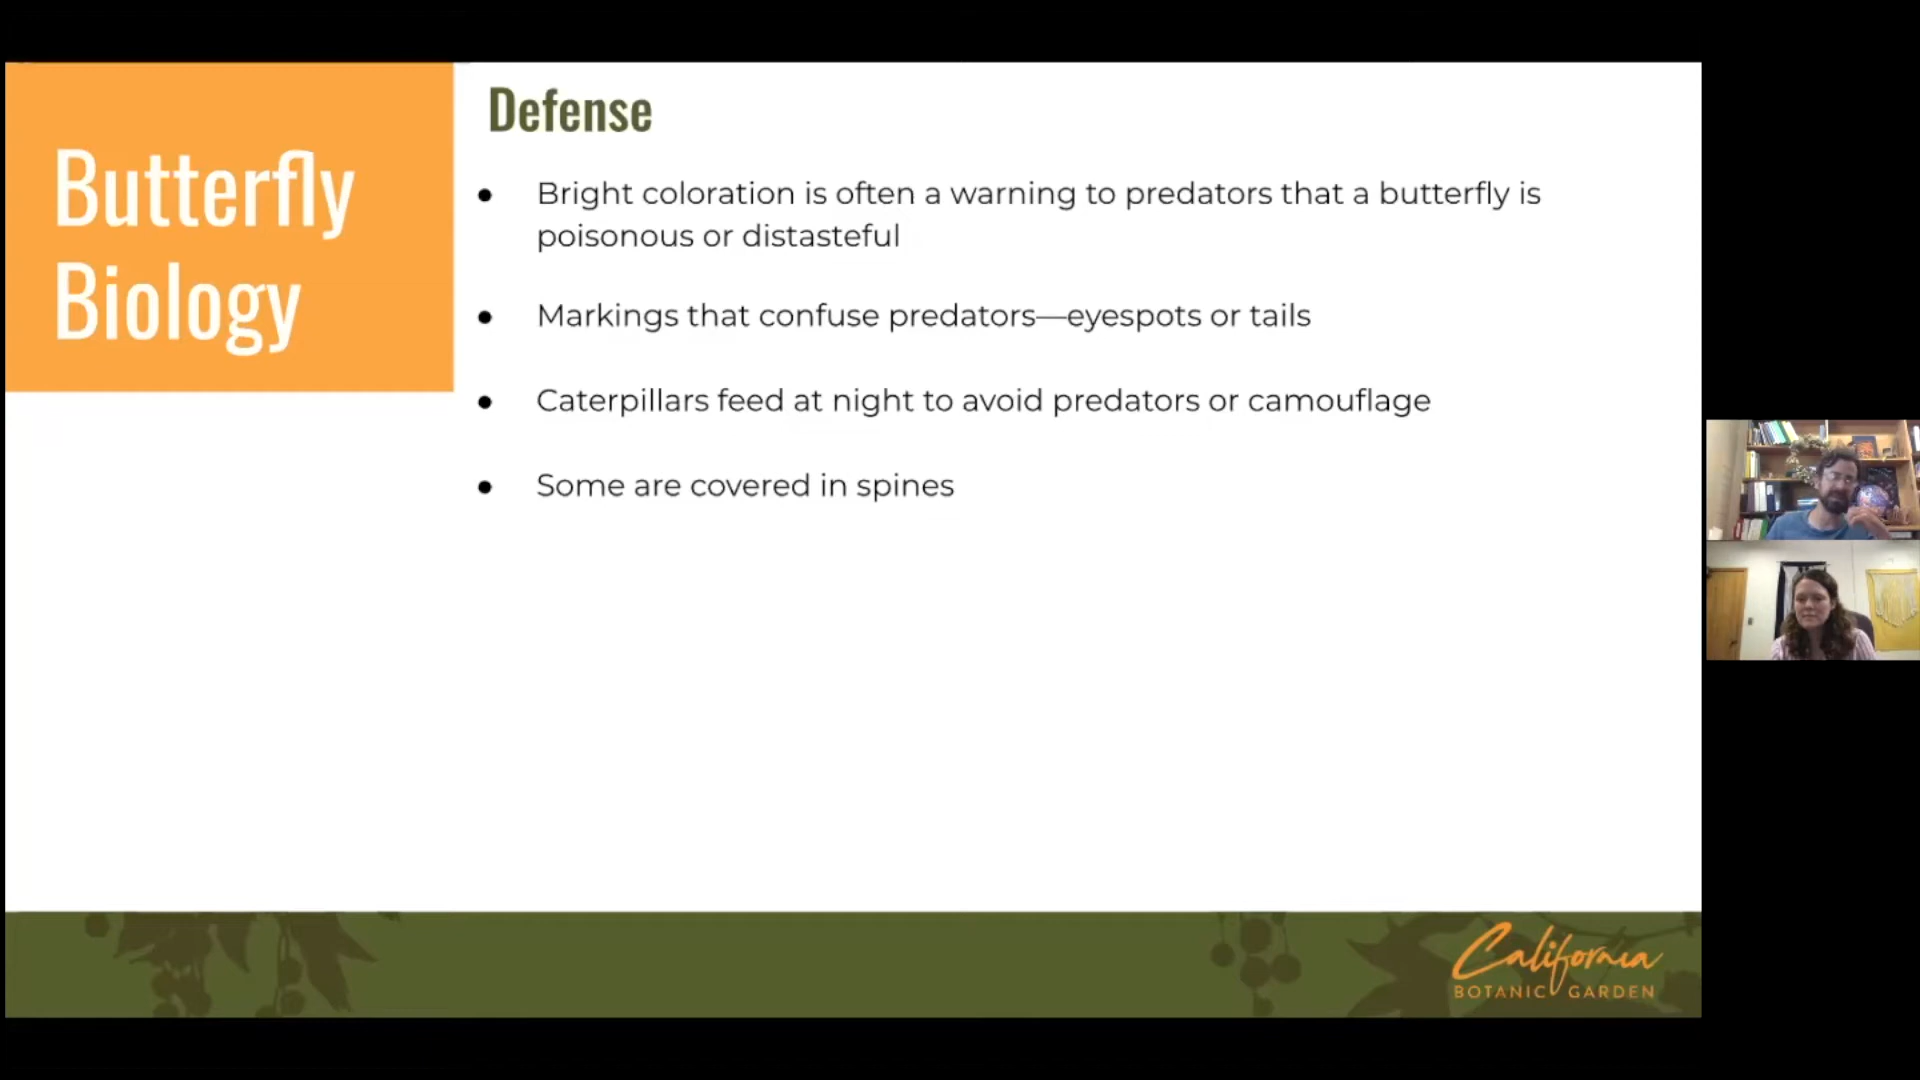 Butterfly
Biology
Defense
● Bright coloration is often a warning to predators that a butterfly is
poisonous or distasteful
● Markings that confuse predators—eyespots or tails
● Caterpillars feed at night to avoid predators or camouflage
● Some are covered in spines
California
BOTANIC GARDEN